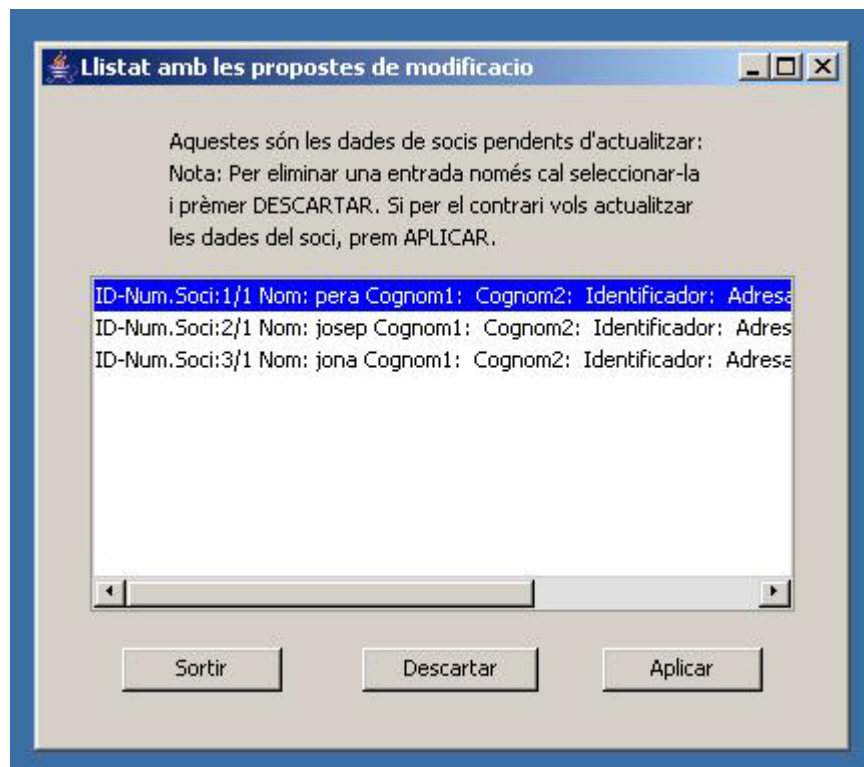 Llistat amb les propostes de modificacio
Aquestes són les dades de socis pendents d'actualitzar:
Nota: Per eliminar una entrada només cal seleccionar-la
i prèmer DESCARTAR. Si per el contrari vols actualitzar
les dades del soci, prem APLICAR.
ID-Num.Soci:1/1 Nom: pera Cognom1:  Cognom2:  Identificador:  Adresa
ID-Num.Soci:2/1 Nom: josep Cognom1:  Cognom2:  Identificador:  Adres
ID-Num.Soci:3/1 Nom: jona Cognom1:  Cognom2:  Identificador:  Adresa
Sortir Descartar Aplicar